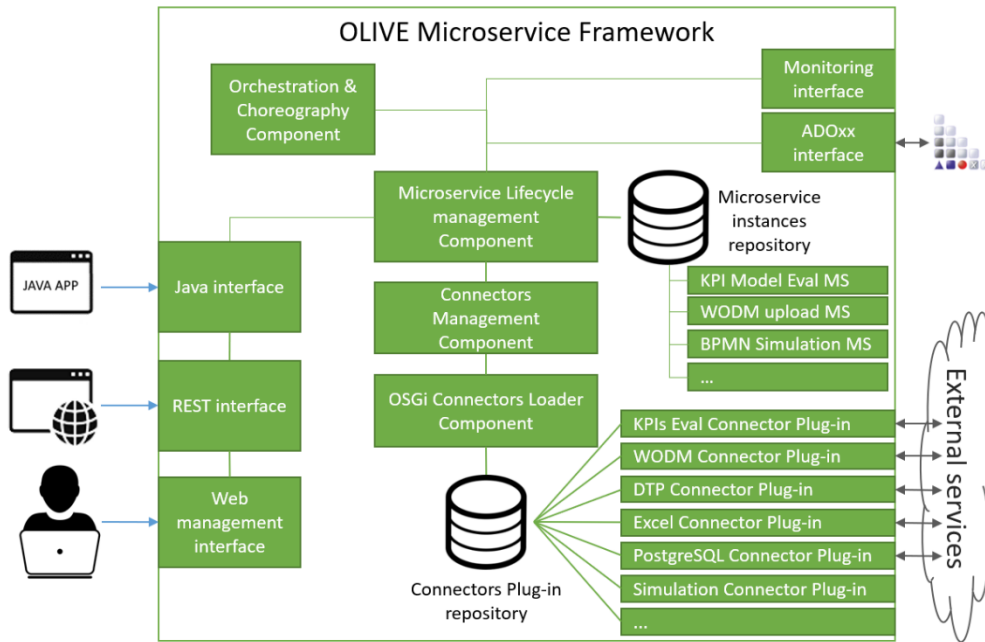 OLIVE Microservice Framework
Orchestration &
Choreography
Component
Monitoring
interface
ADOxx
interface
Microservice Lifecycle
management
Component
Microservice
instances
repository
JAVA APP
Java interface
KPI Model Eval MS
WODM upload MS
BPMN Simulation MS
...
Connectors
Management
Component
REST interface
OSGi Connectors Loader
Component
KPIs Eval Connector Plug-in
WODM Connector Plug-in
DTP Connector Plug-in
Excel Connector Plug-in
PostgreSQL Connector Plug-in
Simulation Connector Plug-in
...
External services
Web
management
interface
Connectors Plug-in
repository